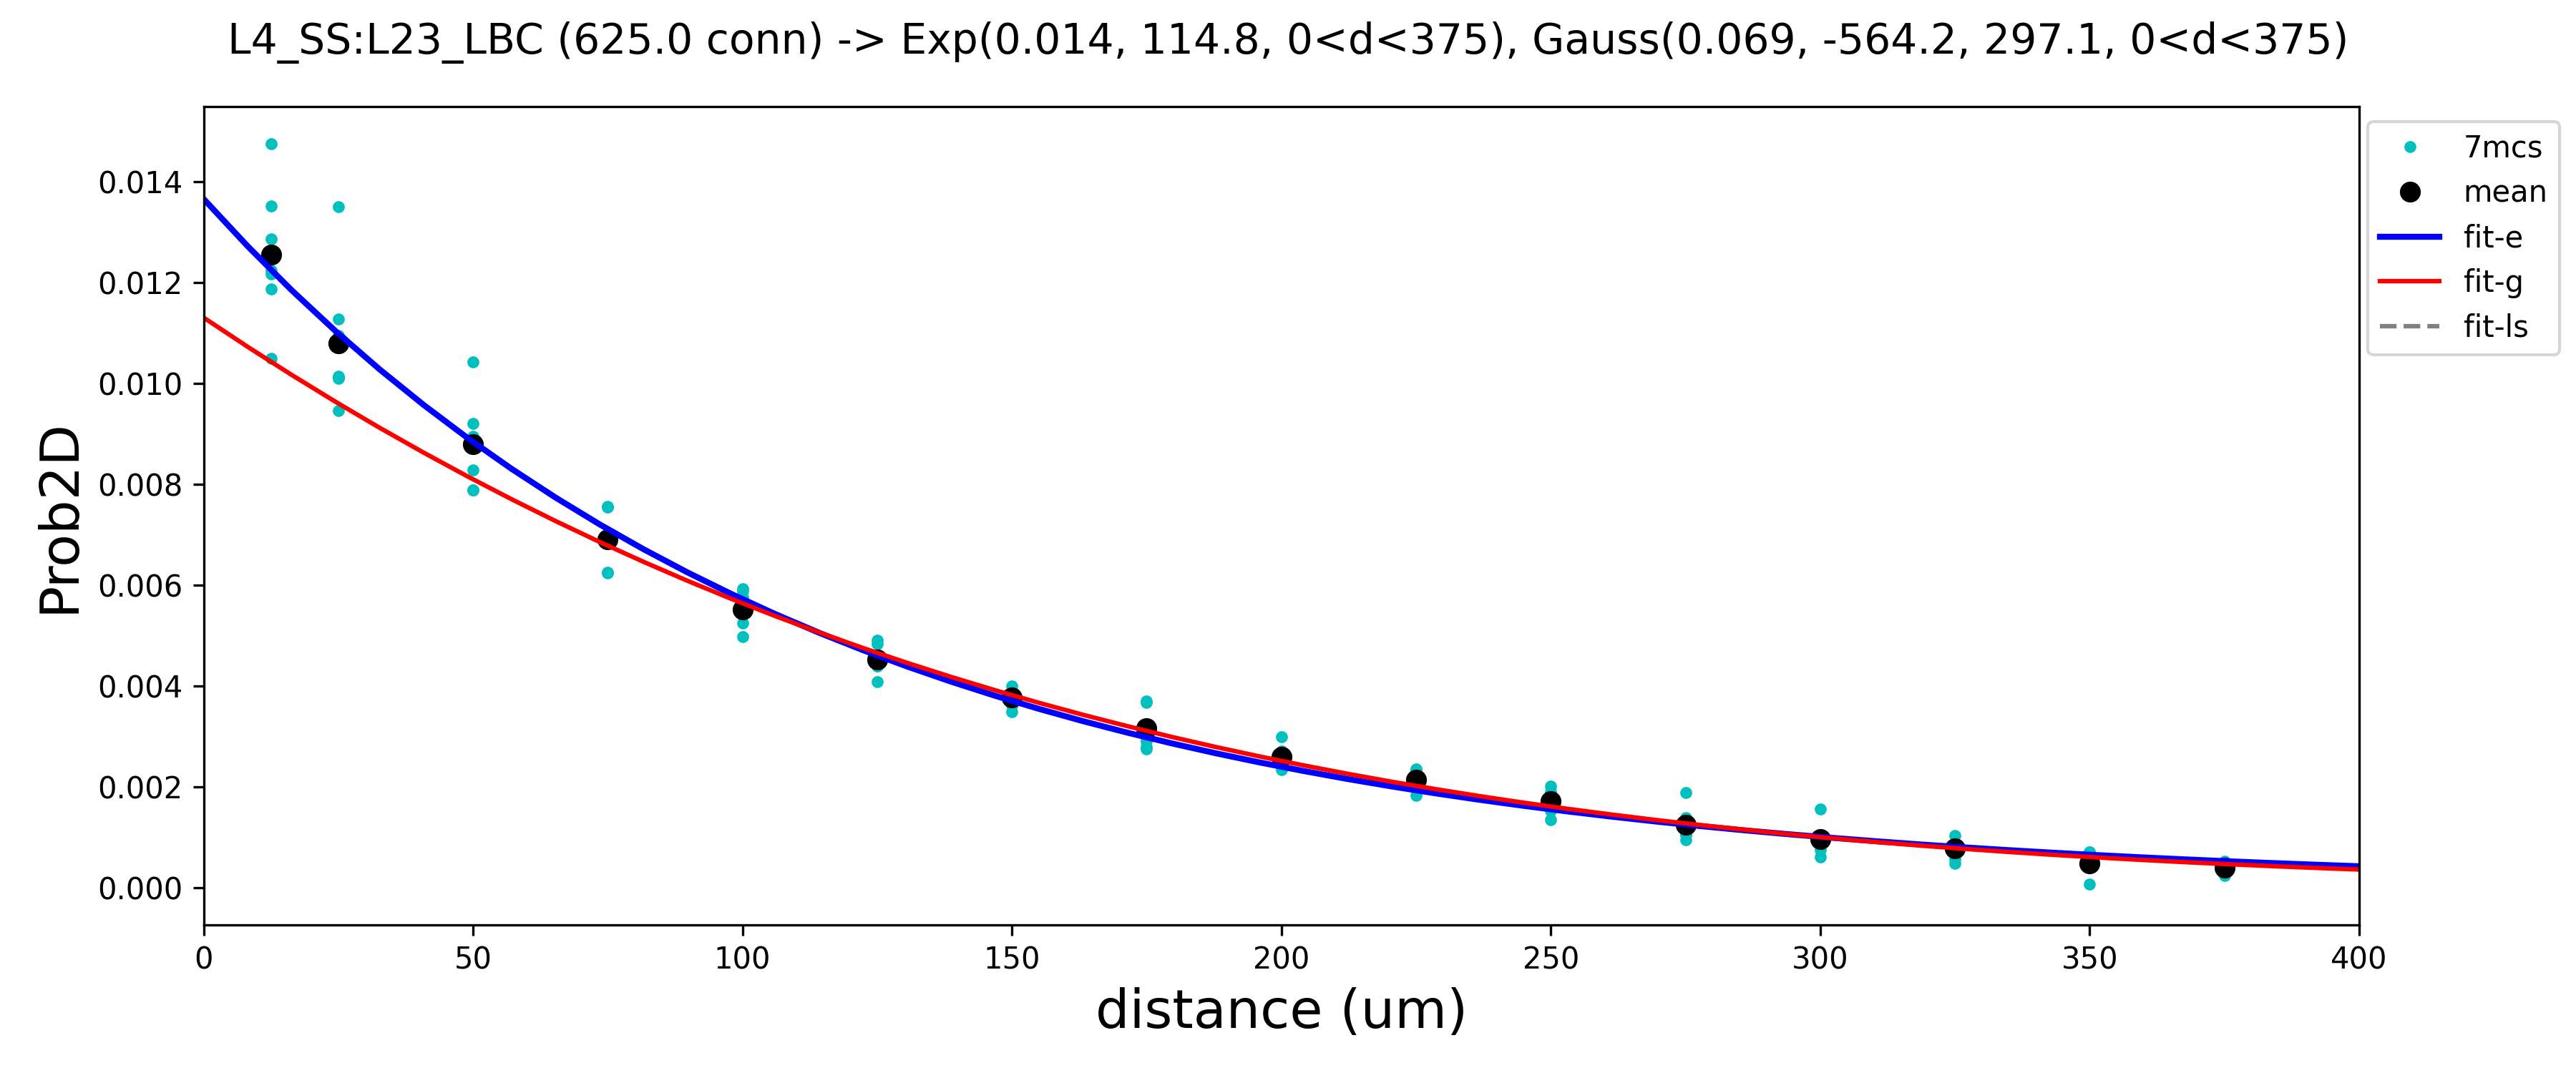 L4_SS:L23_LBC (625.0 conn) -> Exp(0.014, 114.8, 0<d<375), Gauss(0.069, -564.2, 297.1, 0<d<375)
7mcs
mean
fit-e
fit-g
fit-ls
Prob2D
0.014
0.012
0.010
0.008
0.006
0.004
0.002
0.000
0 50 100 150 200 250 300 350 400
distance (um)